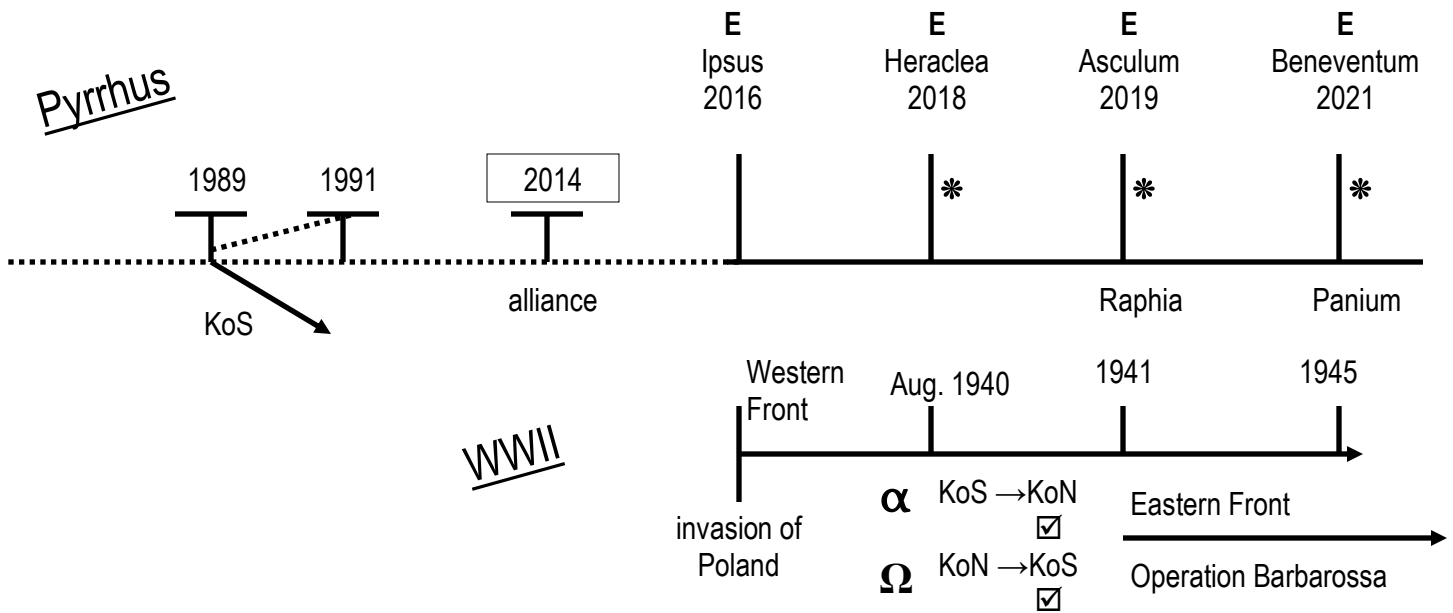 E E E E
Ipsus Heraclea Asculum Beneventum
2016 2018 2019 2021
Pyrrhus
1989 1991 2014
KoS alliance Raphia Panium
Western
Front
Aug. 1940 1941 1945
WWII
invasion of
Poland
α KoS →KoN
☑
Ω KoN →KoS
☑
Eastern Front
Operation Barbarossa